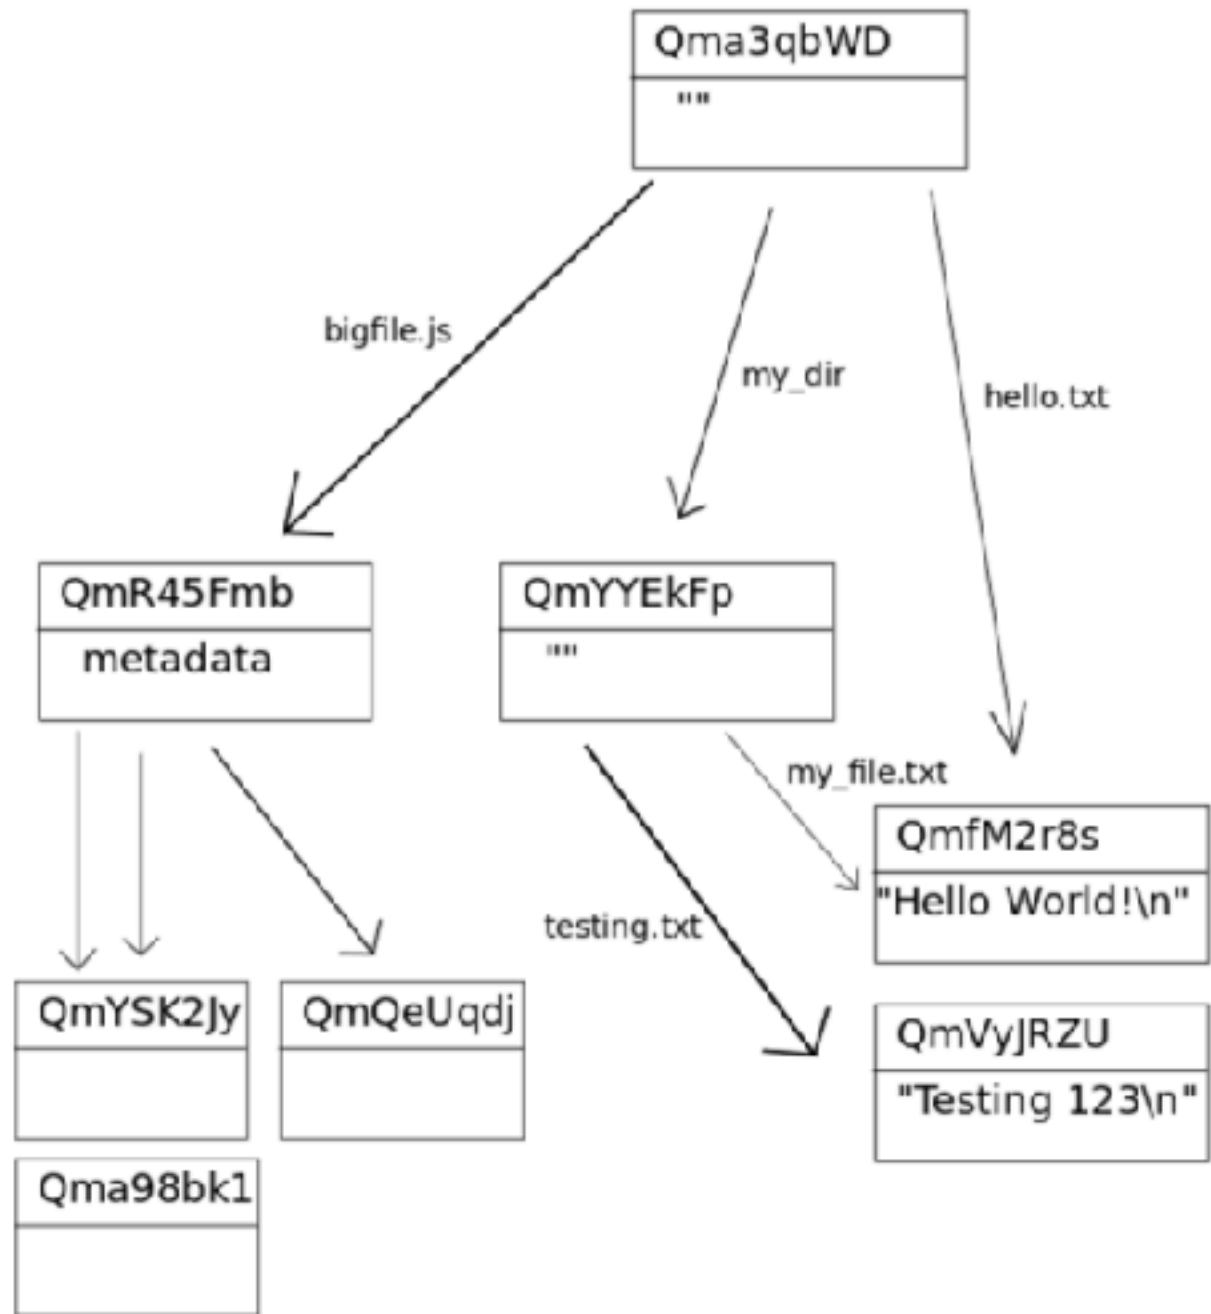 Qma3qbWD
""
bigfile.js
my_dir
hello.txt
QmR45Fmb
metadata
QmYYEkFp
""
my_file.txt
QmfM2r8s
"Hello World!\n"
testing.txt
QmYSK2Jy
QmQeUqdj
QmVyJRZU
"Testing 123\n"
Qma98bk1